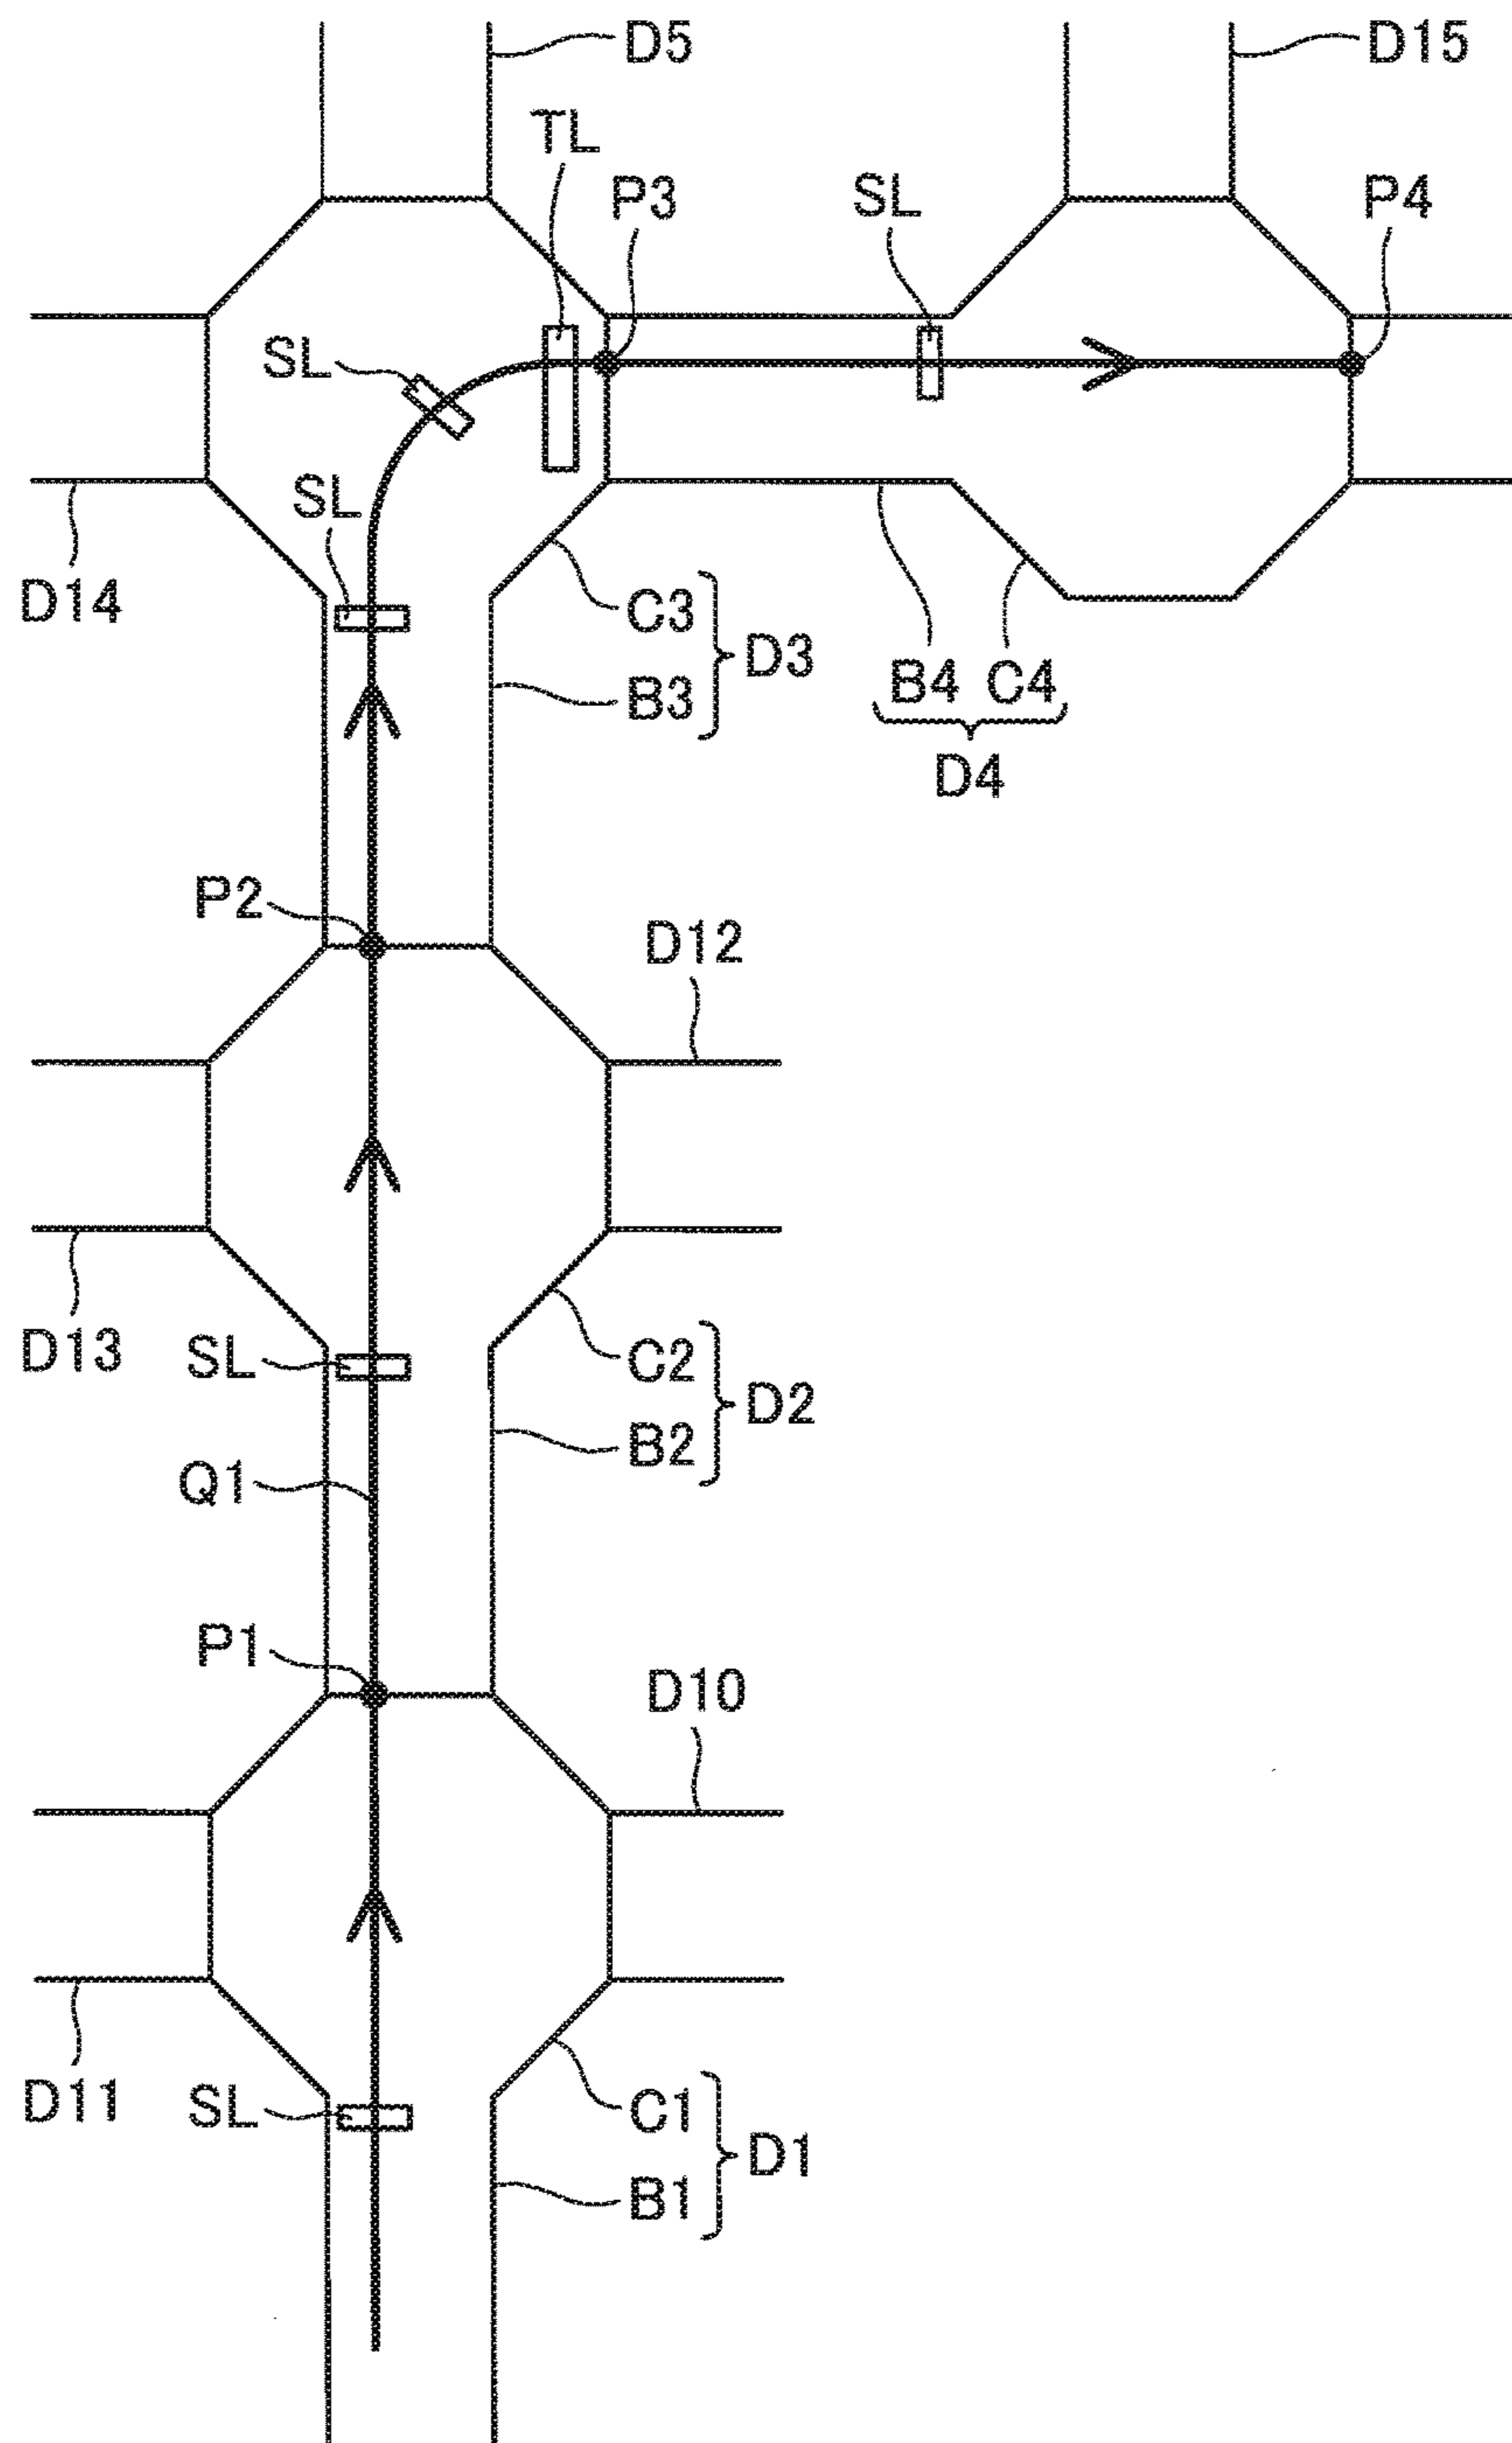 D5
D15
TL
P3
SL
P4
SL
SL
D14
C3
D3
B3
B4 C4
D4
P2
D12
D13
SL
C2
D2
B2
Q1
P1
D10
D11
SL
C1
D1
B1